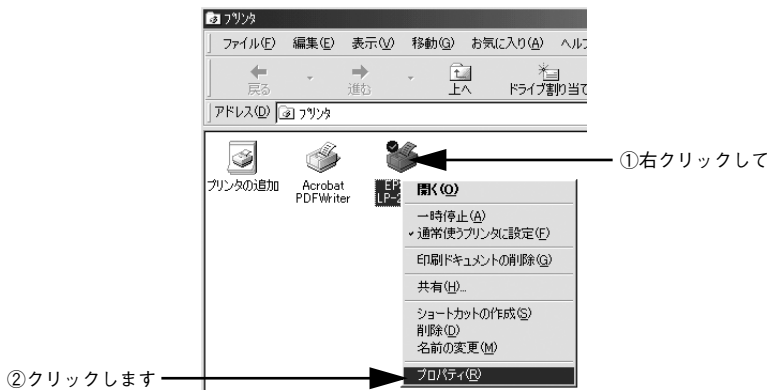 プリンタ
ファイル(F) 編集(E) 表示(V) 移動(G) お気に入り(A)
戻る 進む 上へ ドライブ割り当て
アドレス(D) プリンタ
①右クリックして
プリンタの追加 Acrobat PDFWriter
開く(O)
一時停止(A)
通常使うプリンタに設定(F)
印刷ドキュメントの削除(G)
共有(H)...
ショートカットの作成(S)
削除(D)
名前の変更(M)
②クリックします
プロパティ(R)